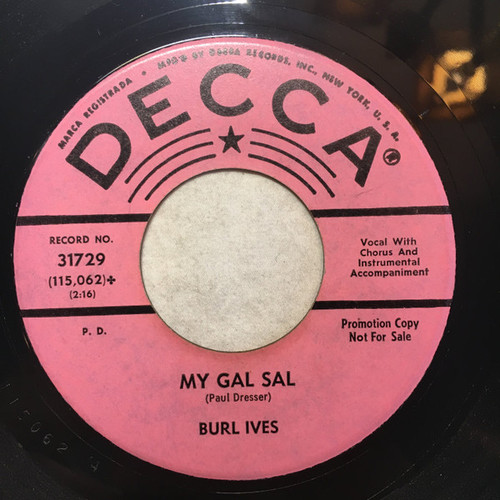 MARCA REGISTRADA • MFR'D BY DECCA RECORDS, INC., NEW YORK, U. S. A.
DECCA®
RECORD NO.
31729
(115,062)+
(2:16)
Vocal With
Chorus And
Instrumental
Accompaniment
P. D.
Promotion Copy
Not For Sale
MY GAL SAL
(Paul Dresser)
BURL IVES